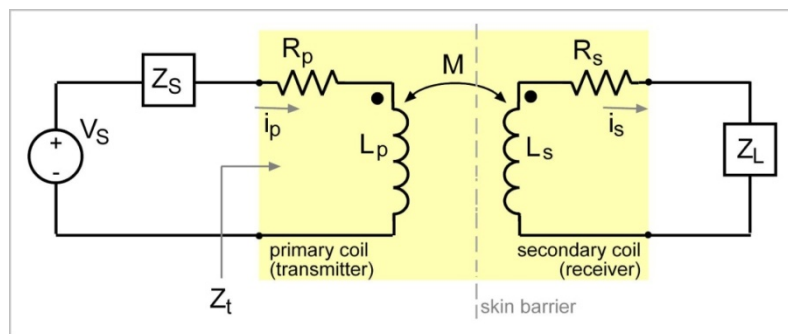 Z_S
R_p
M
R_s
V_S
+
-
i_p
L_p
L_s
i_s
Z_L
Z_t
primary coil
(transmitter)
secondary coil
(receiver)
skin barrier